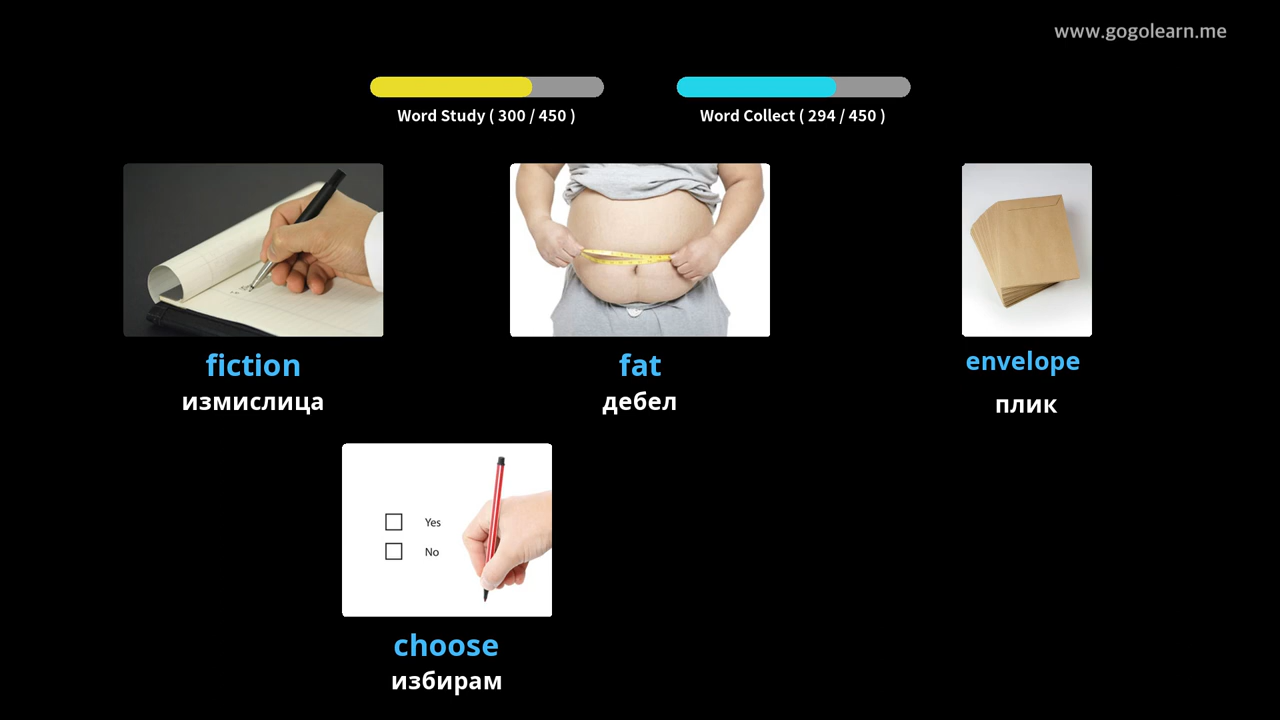 www.gogolearn.me
Word Study ( 300 / 450 )
Word Collect ( 294 / 450 )
fiction
измислица
fat
дебел
envelope
плик
Yes
No
choose
избирам